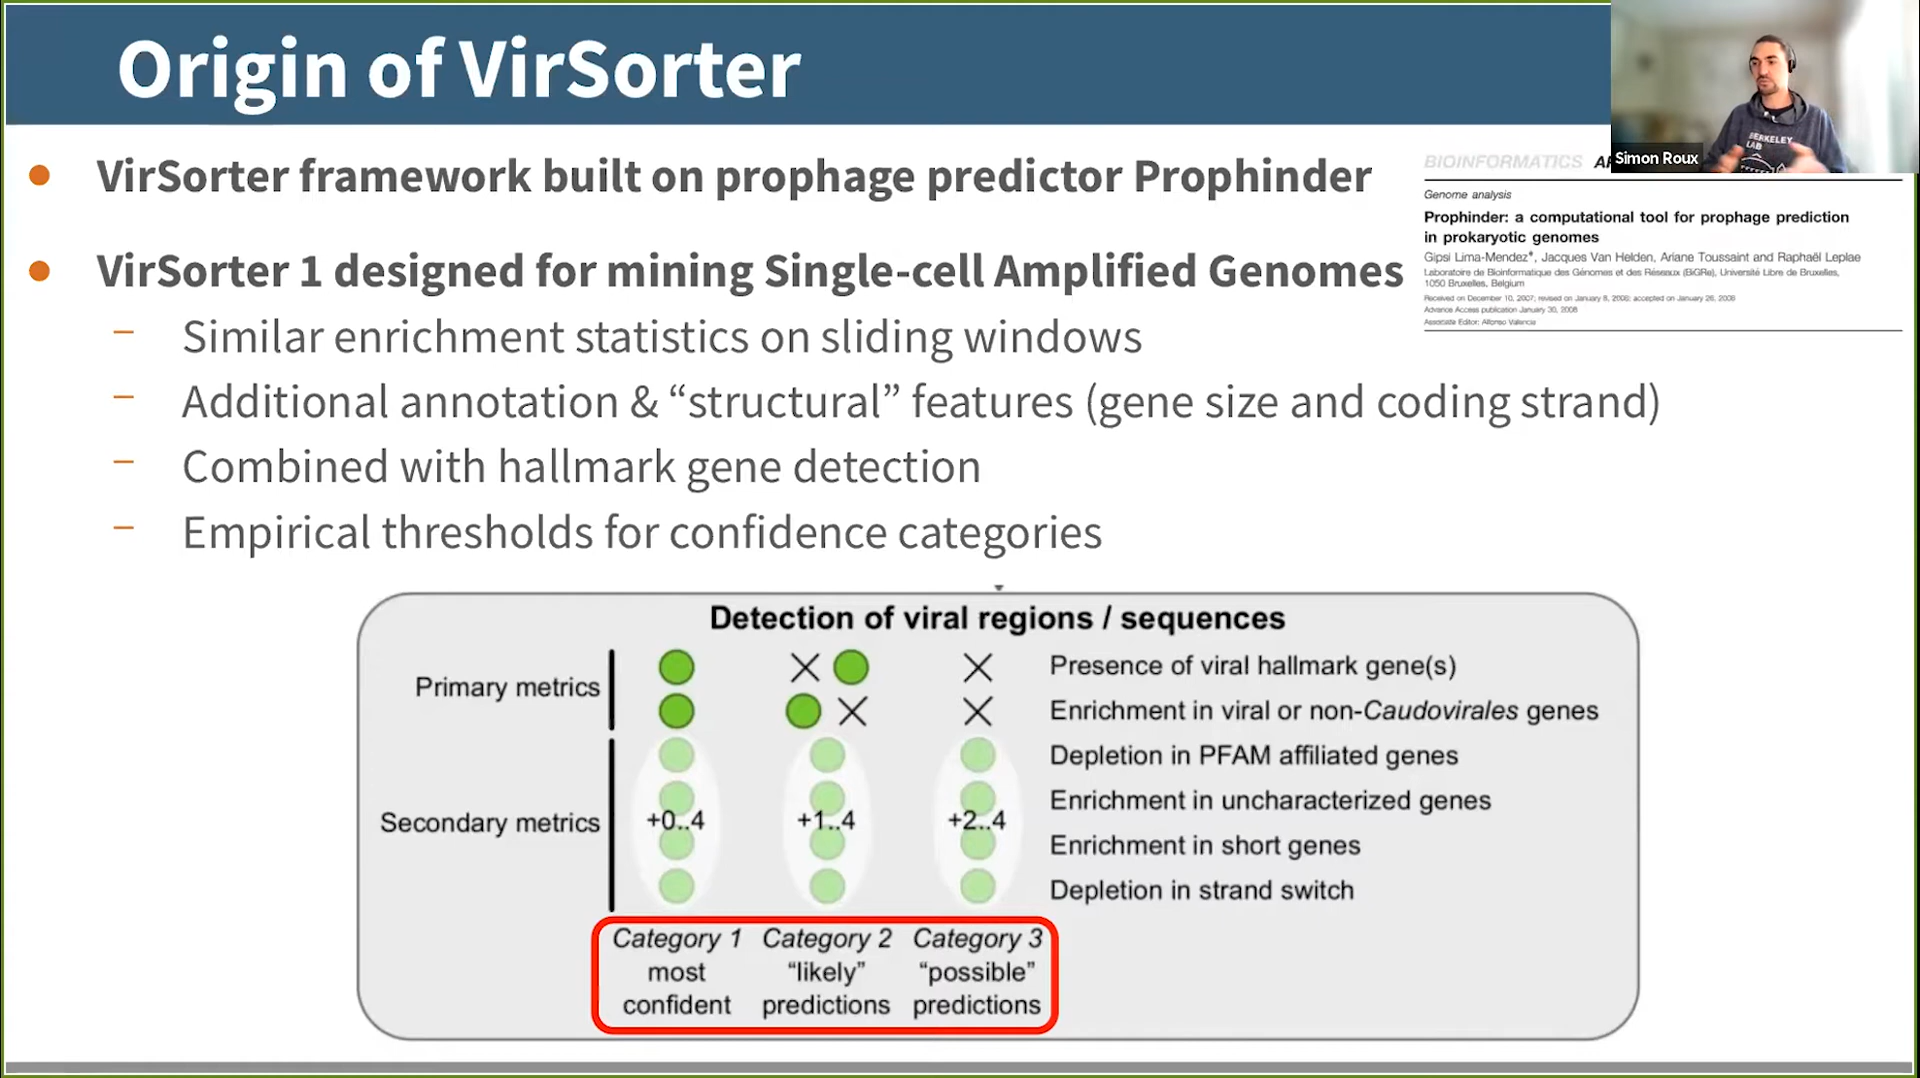 Origin of VirSorter
Simon Roux
BERKELEY
LAB
VirSorter framework built on prophage predictor Prophinder
VirSorter 1 designed for mining Single-cell Amplified Genomes
Similar enrichment statistics on sliding windows
Additional annotation & “structural” features (gene size and coding strand)
Combined with hallmark gene detection
Empirical thresholds for confidence categories
BIOINFORMATICS
Genome analysis
Prophinder: a computational tool for prophage prediction
in prokaryotic genomes
Gipsi Lima-Mendez*, Jacques Van Helden, Ariane Toussaint and Raphaël Leplae
Laboratoire de Bioinformatique des Génomes et des Réseaux (BiGRe), Université Libre de Bruxelles,
1050 Bruxelles, Belgium
Received on December 10, 2007; revised on January 8, 2008; accepted on January 26, 2008
Advance Access publication January 30, 2008
Associate Editor: Alfonso Valencia
Detection of viral regions / sequences
Primary metrics
Presence of viral hallmark gene(s)
Enrichment in viral or non-Caudovirales genes
Secondary metrics
Depletion in PFAM affiliated genes
Enrichment in uncharacterized genes
+0..4 +1..4 +2..4
Enrichment in short genes
Depletion in strand switch
Category 1 Category 2 Category 3
most “likely” “possible”
confident predictions predictions